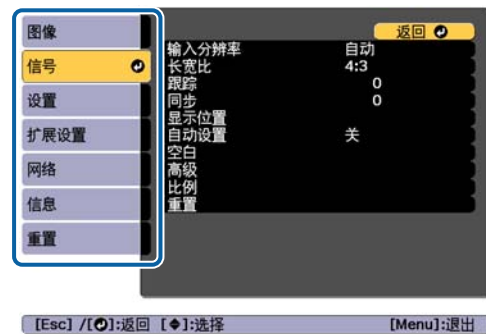 图像
信号
设置
扩展设置
网络
信息
重置
返回
输入分辨率 自动
长宽比 4:3
跟踪 0
同步 0
显示位置
自动设置 关
空白
高级
比例
重置
[Esc] /[ ]:返回 [ ]:选择 [Menu]:退出